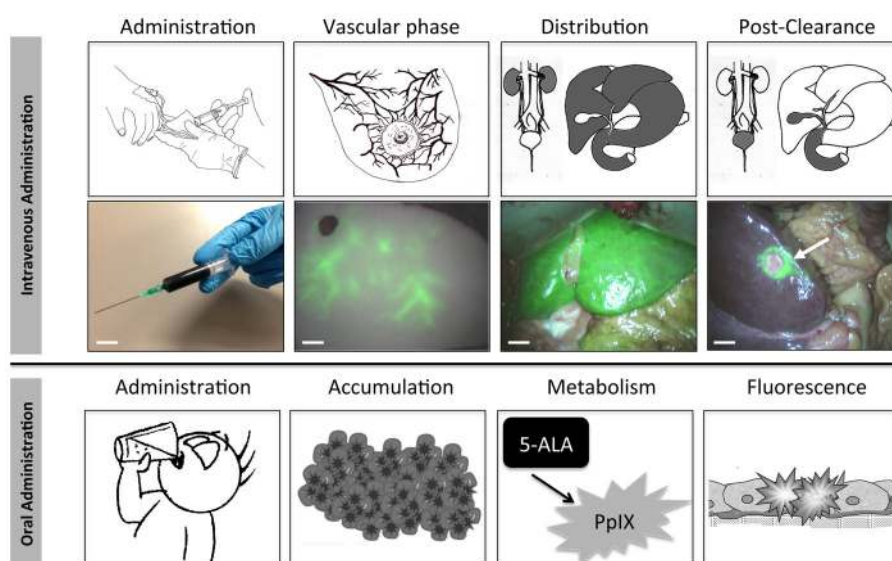 Administration Vascular phase Distribution Post-Clearance
Intravenous Administration
Administration Accumulation Metabolism Fluorescence
Oral Administration
5-ALA
PpIX